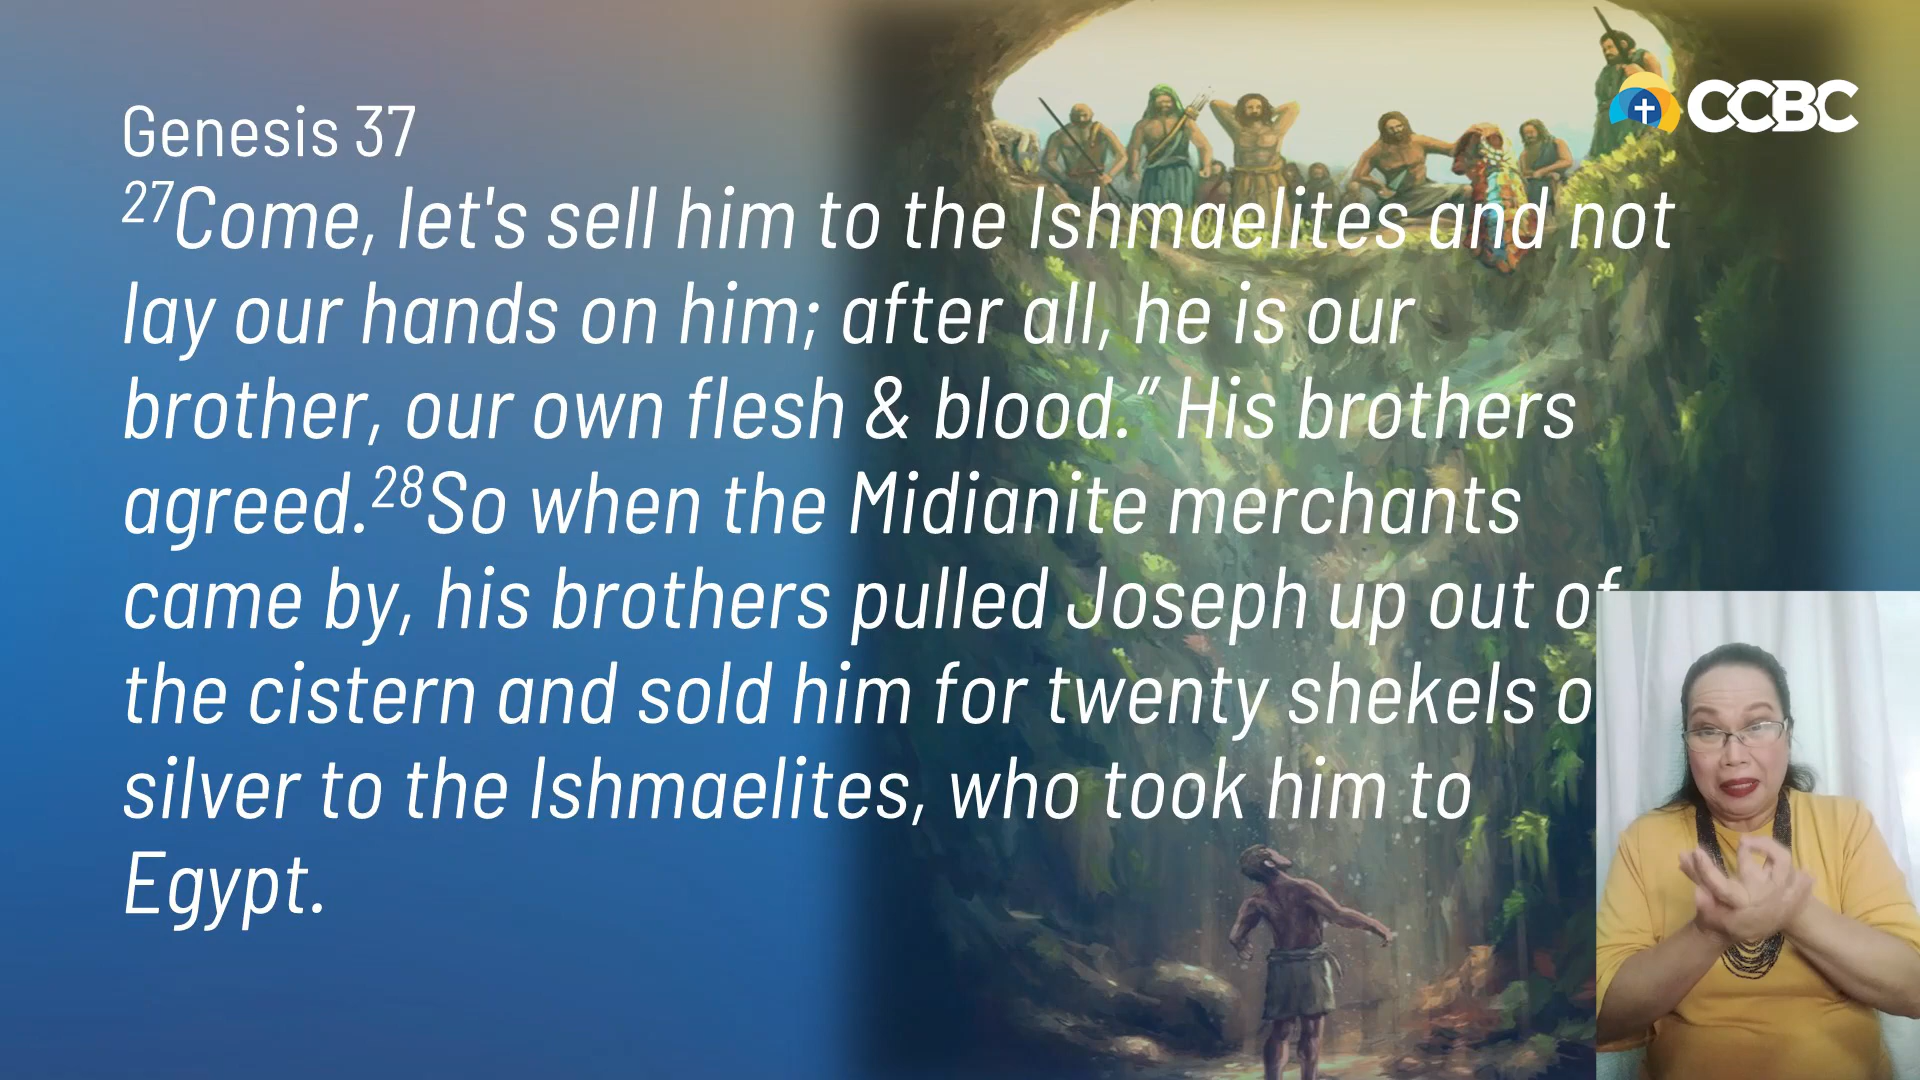 CCBC
Genesis 37
27Come, let's sell him to the Ishmaelites and not
lay our hands on him; after all, he is our
brother, our own flesh & blood.” His brothers
agreed.28So when the Midianite merchants
came by, his brothers pulled Joseph up out of
the cistern and sold him for twenty shekels o
silver to the Ishmaelites, who took him to
Egypt.